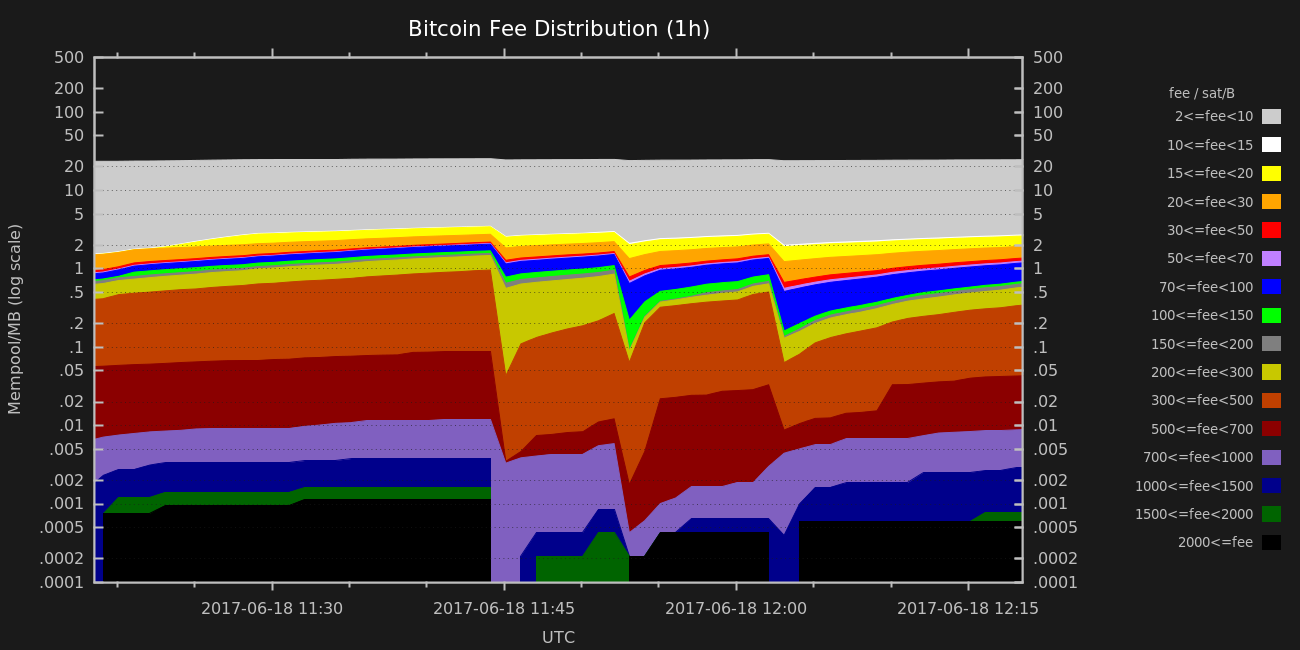 Bitcoin Fee Distribution (1h)
Mempool/MB (log scale)
500
200
100
50
20
10
5
2
1
.5
.2
.1
.05
.02
.01
.005
.002
.001
.0005
.0002
.0001
500
200
100
50
20
10
5
2
1
.5
.2
.1
.05
.02
.01
.005
.002
.001
.0005
.0002
.0001
2017-06-18 11:30 2017-06-18 11:45 2017-06-18 12:00 2017-06-18 12:15
UTC
fee / sat/B
2<=fee<10
10<=fee<15
15<=fee<20
20<=fee<30
30<=fee<50
50<=fee<70
70<=fee<100
100<=fee<150
150<=fee<200
200<=fee<300
300<=fee<500
500<=fee<700
700<=fee<1000
1000<=fee<1500
1500<=fee<2000
2000<=fee